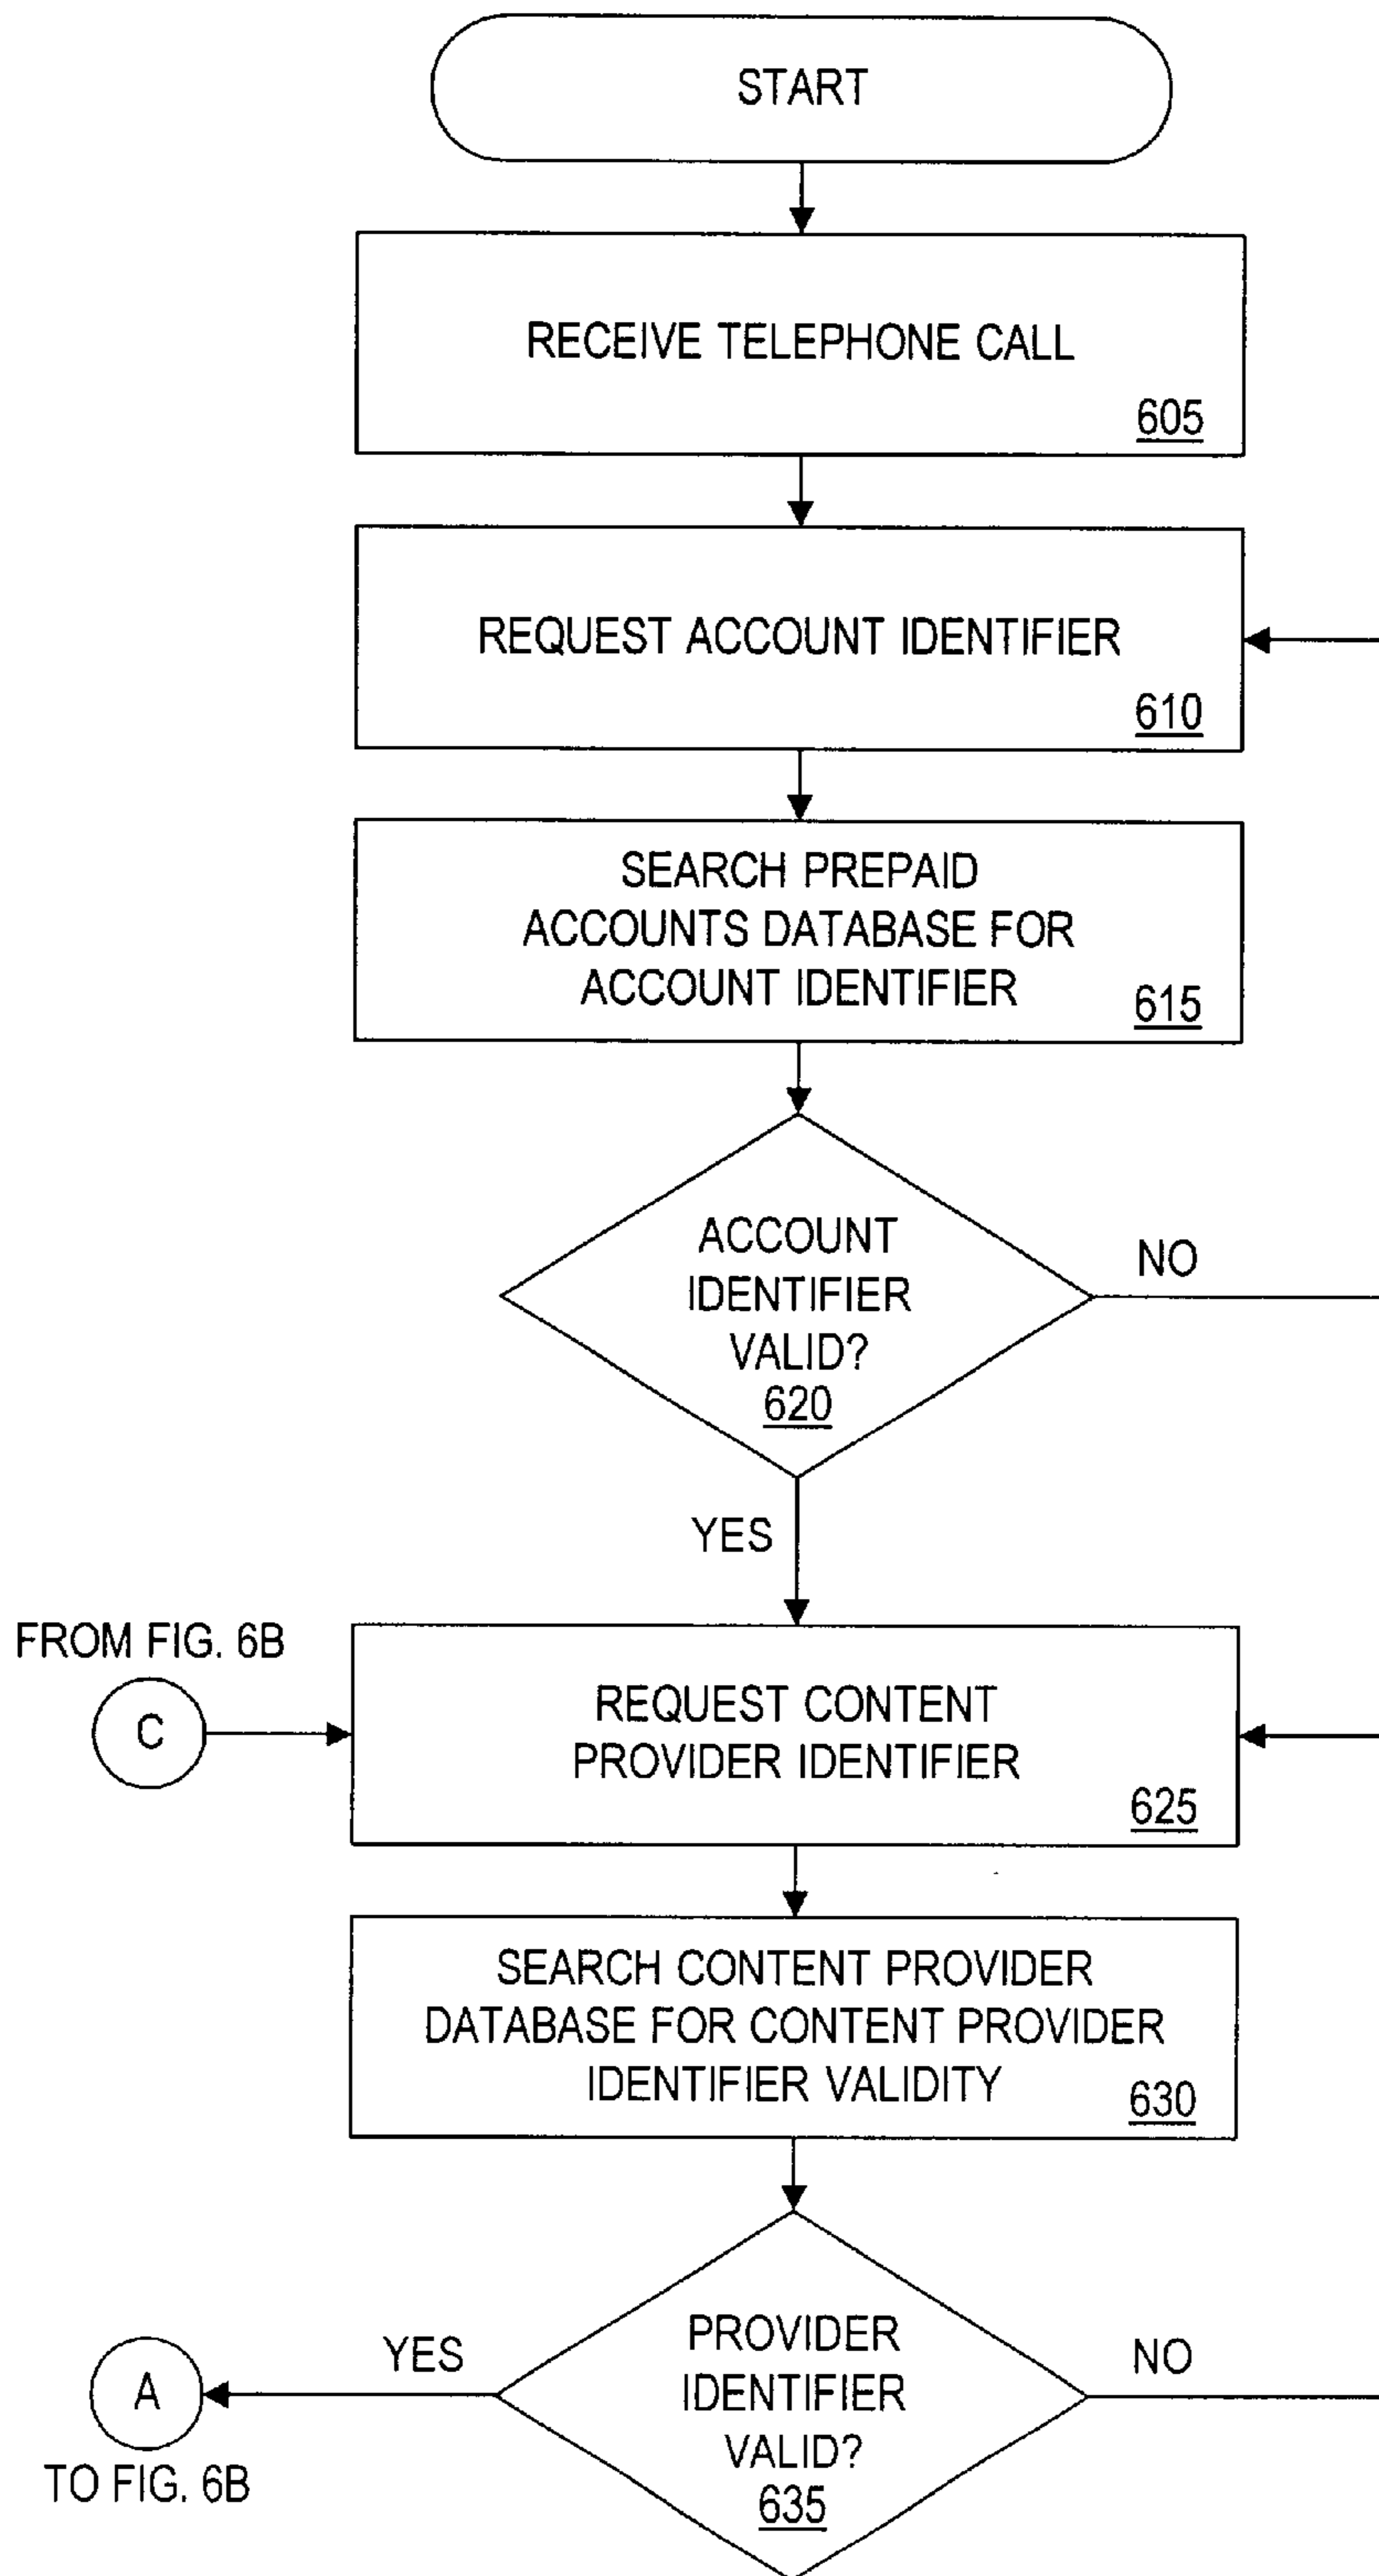 START
RECEIVE TELEPHONE CALL
605
REQUEST ACCOUNT IDENTIFIER
610
SEARCH PREPAID
ACCOUNTS DATABASE FOR
ACCOUNT IDENTIFIER
615
ACCOUNT
IDENTIFIER
VALID?
620
NO
YES
FROM FIG. 6B
C
REQUEST CONTENT
PROVIDER IDENTIFIER
625
SEARCH CONTENT PROVIDER
DATABASE FOR CONTENT PROVIDER
IDENTIFIER VALIDITY
630
PROVIDER
IDENTIFIER
VALID?
635
YES
NO
A
TO FIG. 6B